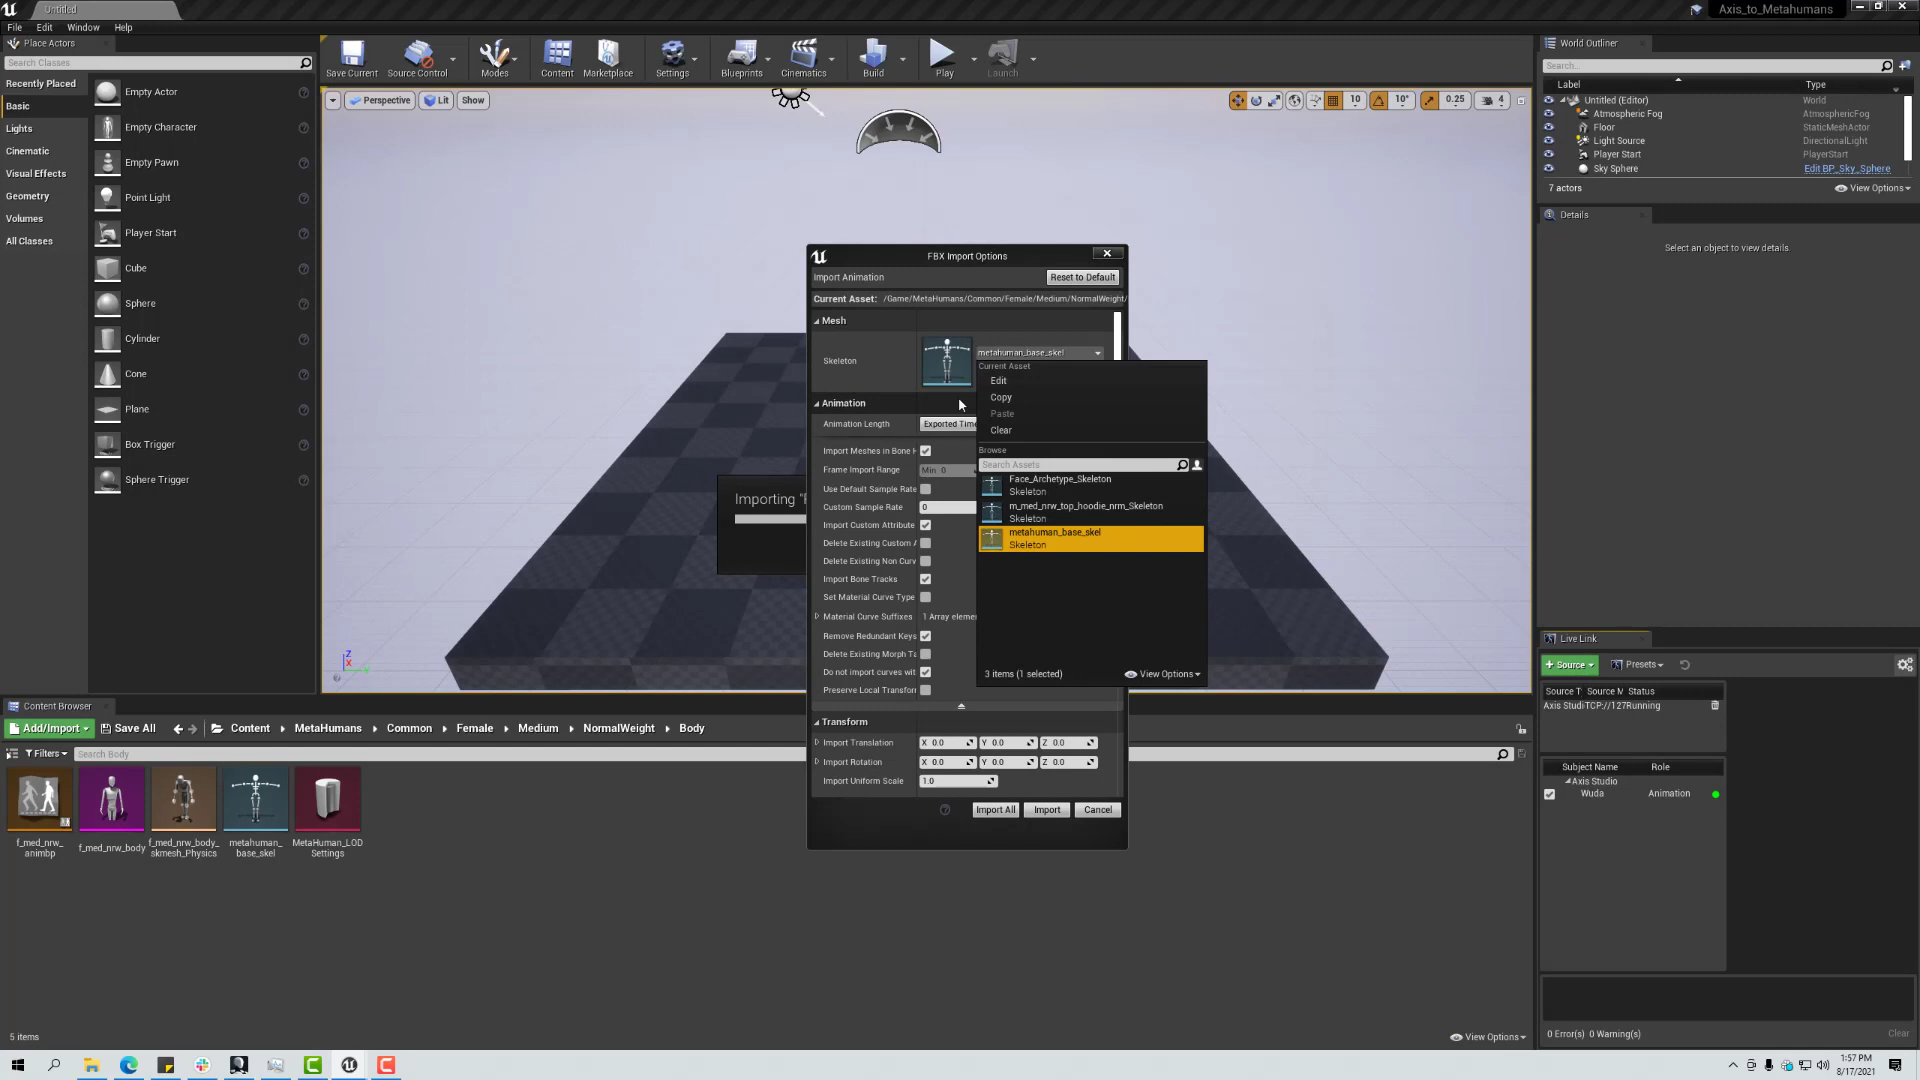 Untitled
Axis_to_Metahumans
File Edit Window Help
Place Actors
Search Classes
Recently Placed
Basic
Lights
Cinematic
Visual Effects
Geometry
Volumes
All Classes
Empty Actor
Empty Character
Empty Pawn
Point Light
Player Start
Cube
Sphere
Cylinder
Cone
Plane
Box Trigger
Sphere Trigger
Save Current Source Control Modes Content Marketplace Settings Blueprints Cinematics Build Play Launch
Perspective Lit Show
10 10° 0.25 4
World Outliner
Search...
Label Type
Untitled (Editor) World
Atmospheric Fog AtmosphericFog
Floor StaticMeshActor
Light Source DirectionalLight
Player Start PlayerStart
Sky Sphere Edit BP_Sky_Sphere
7 actors View Options
Details
Select an object to view details.
FBX Import Options
Import Animation Reset to Default
Current Asset: /Game/MetaHumans/Common/Female/Medium/NormalWeight/
Mesh
Skeleton metahuman_base_skel
Animation
Animation Length Exported Time
Import Meshes in Bone H
Frame Import Range Min 0
Use Default Sample Rate
Custom Sample Rate 0
Import Custom Attribute
Delete Existing Custom A
Delete Existing Non Curv
Import Bone Tracks
Set Material Curve Type
Material Curve Suffixes 1 Array elemen
Remove Redundant Keys
Delete Existing Morph Ta
Do not import curves wit
Preserve Local Transfor
Transform
Import Translation X 0.0 Y 0.0 Z 0.0
Import Rotation X 0.0 Y 0.0 Z 0.0
Import Uniform Scale 1.0
Import All Import Cancel
Importing "F
Current Asset
Edit
Copy
Paste
Clear
Browse
Search Assets
Face_Archetype_Skeleton
Skeleton
m_med_nrw_top_hoodie_nrm_Skeleton
Skeleton
metahuman_base_skel
Skeleton
3 items (1 selected) View Options
Z
X
Live Link
+ Source Presets
Source T Source M Status
Axis StudiTCP://127Running
Subject Name Role
Axis Studio
Wuda Animation
0 Error(s) 0 Warning(s) Clear
Content Browser
Add/Import Save All Content MetaHumans Common Female Medium NormalWeight Body
Filters Search Body
f_med_nrw_
animbp
f_med_nrw_body
f_med_nrw_body_
skmesh_Physics
metahuman_
base_skel
MetaHuman_LOD
Settings
5 items View Options
1:57 PM
8/17/2021